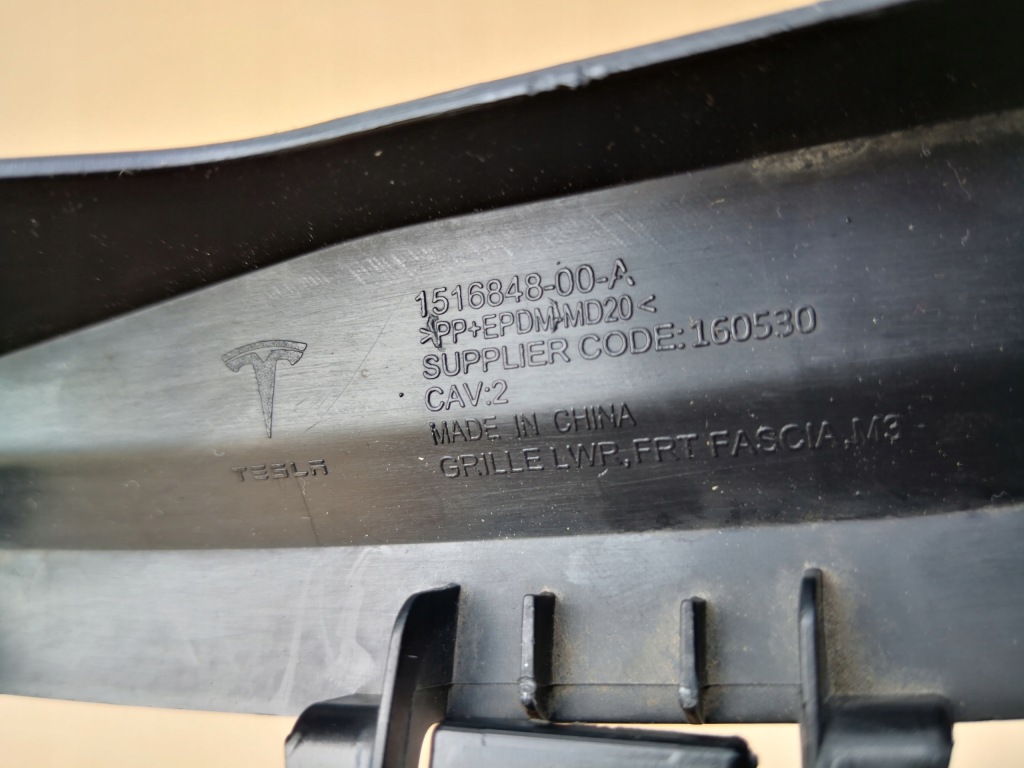 1516848-00-A
>(PP+EPDM)-MD20<
SUPPLIER CODE: 160530
CAV:2
MADE IN CHINA
GRILLE LWR, FRT FASCIA, M3
TESLA